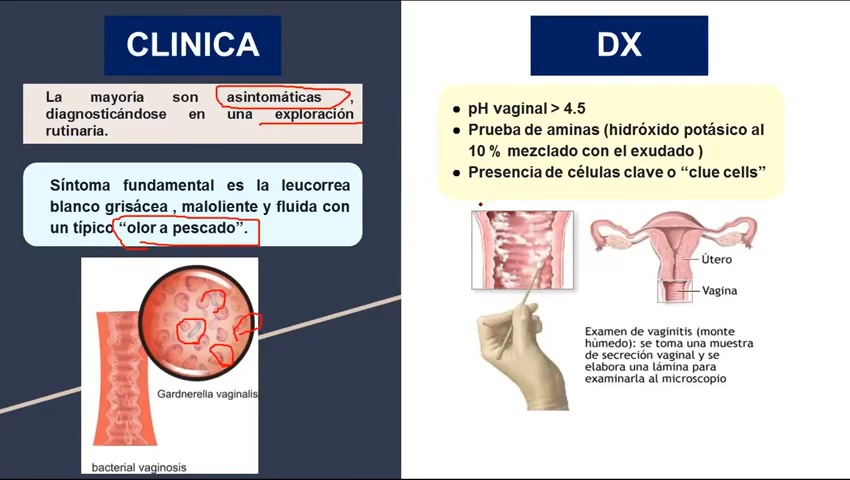 CLINICA
La mayoría son asintomáticas ,
diagnosticándose en una exploración
rutinaria.
Síntoma fundamental es la leucorrea
blanco grisácea , maloliente y fluida con
un típico “olor a pescado”.
Gardnerella vaginalis
bacterial vaginosis
DX
● pH vaginal > 4.5
● Prueba de aminas (hidróxido potásico al
10 % mezclado con el exudado )
● Presencia de células clave o “clue cells”
Útero
Vagina
Examen de vaginitis (monte
húmedo): se toma una muestra
de secreción vaginal y se
elabora una lámina para
examinarla al microscopio